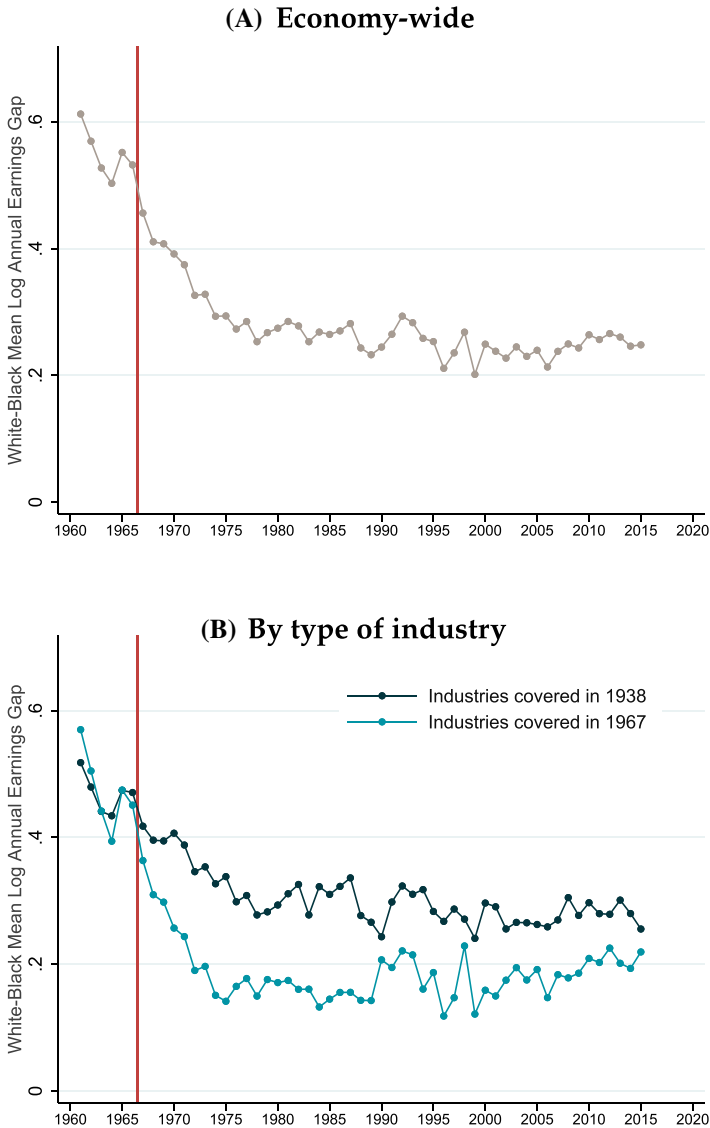 (A) Economy-wide
White-Black Mean Log Annual Earnings Gap
.6
.4
.2
0
1960 1965 1970 1975 1980 1985 1990 1995 2000 2005 2010 2015 2020
(B) By type of industry
White-Black Mean Log Annual Earnings Gap
Industries covered in 1938
Industries covered in 1967
.6
.4
.2
0
1960 1965 1970 1975 1980 1985 1990 1995 2000 2005 2010 2015 2020